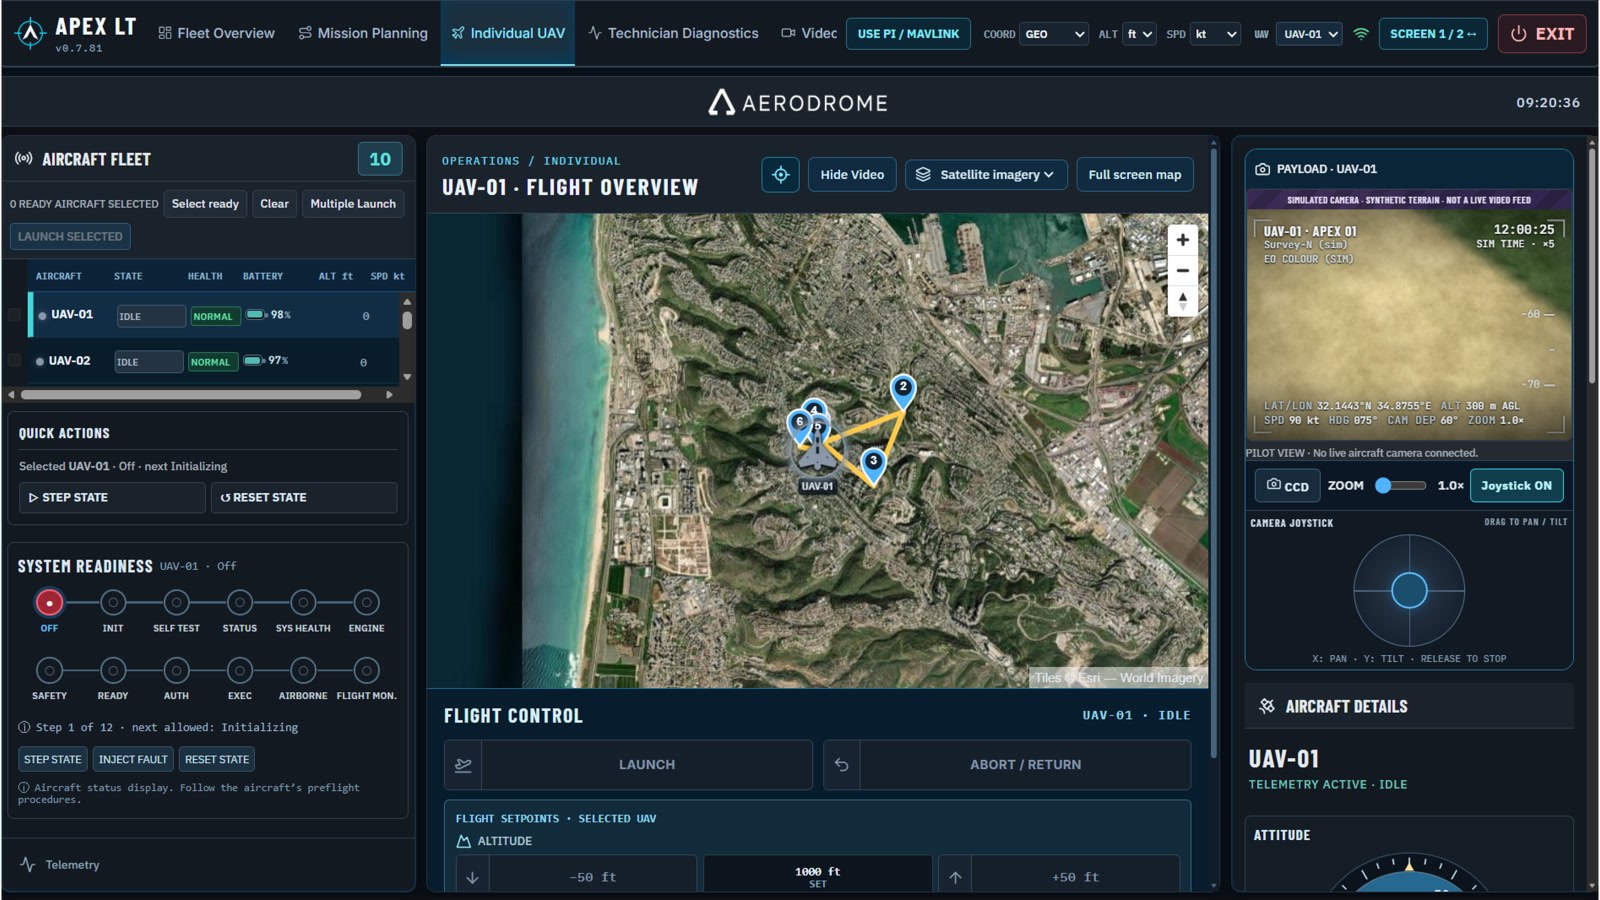 APEX LT
v0.7.81
Fleet Overview
Mission Planning
Individual UAV
Technician Diagnostics
Video
USE PI / MAVLINK
COORD GEO
ALT ft
SPD kt
UAV UAV-01
SCREEN 1 / 2 ↔
EXIT
AERODROME
09:20:36
AIRCRAFT FLEET
10
0 READY AIRCRAFT SELECTED
Select ready
Clear
Multiple Launch
LAUNCH SELECTED
AIRCRAFT STATE HEALTH BATTERY ALT ft SPD kt
UAV-01 IDLE NORMAL 98% 0
UAV-02 IDLE NORMAL 97% 0
QUICK ACTIONS
Selected UAV-01 · Off · next Initializing
▷ STEP STATE
↺ RESET STATE
SYSTEM READINESS UAV-01 · Off
OFF INIT SELF TEST STATUS SYS HEALTH ENGINE
SAFETY READY AUTH EXEC AIRBORNE FLIGHT MON.
ⓘ Step 1 of 12 · next allowed: Initializing
STEP STATE
INJECT FAULT
RESET STATE
ⓘ Aircraft status display. Follow the aircraft's preflight
procedures.
Telemetry
OPERATIONS / INDIVIDUAL
UAV-01 · FLIGHT OVERVIEW
Hide Video
Satellite imagery
Full screen map
2
4
6
5
3
UAV-01
Tiles © Esri — World Imagery
FLIGHT CONTROL
UAV-01 · IDLE
LAUNCH
ABORT / RETURN
FLIGHT SETPOINTS · SELECTED UAV
ALTITUDE
-50 ft
1000 ft
SET
+50 ft
PAYLOAD · UAV-01
SIMULATED CAMERA · SYNTHETIC TERRAIN · NOT A LIVE VIDEO FEED
UAV-01 · APEX 01
Survey-N (sim)
EO COLOUR (SIM)
12:00:25
SIM TIME · ×5
-60
-70
LAT/LON 32.1443°N 34.8755°E ALT 300 m AGL
SPD 90 kt HDG 075° CAM DEP 60° ZOOM 1.0×
PILOT VIEW · No live aircraft camera connected.
CCD
ZOOM
1.0×
Joystick ON
CAMERA JOYSTICK
DRAG TO PAN / TILT
X: PAN · Y: TILT · RELEASE TO STOP
AIRCRAFT DETAILS
UAV-01
TELEMETRY ACTIVE · IDLE
ATTITUDE